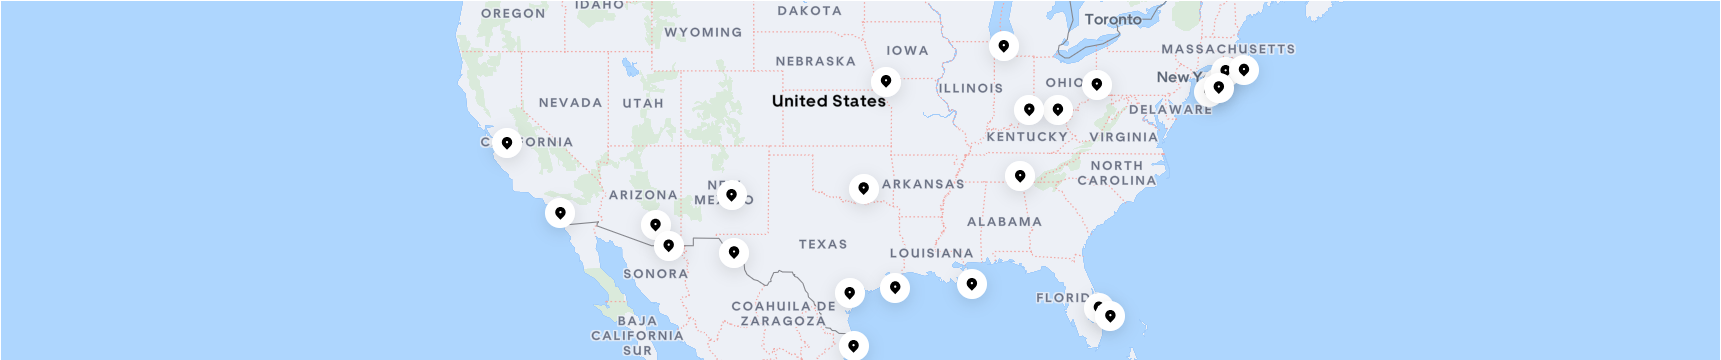 OREGON
IDAHO
WYOMING
DAKOTA
NEBRASKA
IOWA
Toronto
MASSACHUSETTS
NEVADA
UTAH
United States
ILLINOIS
OHIO
New Y
DELAWARE
KENTUCKY
VIRGINIA
C FORNIA
ARIZONA
NE
ME O
ARKANSAS
NORTH
CAROLINA
ALABAMA
TEXAS
LOUISIANA
SONORA
COAHUILA DE
ZARAGOZA
FLORID
BAJA
CALIFORNIA
SUR